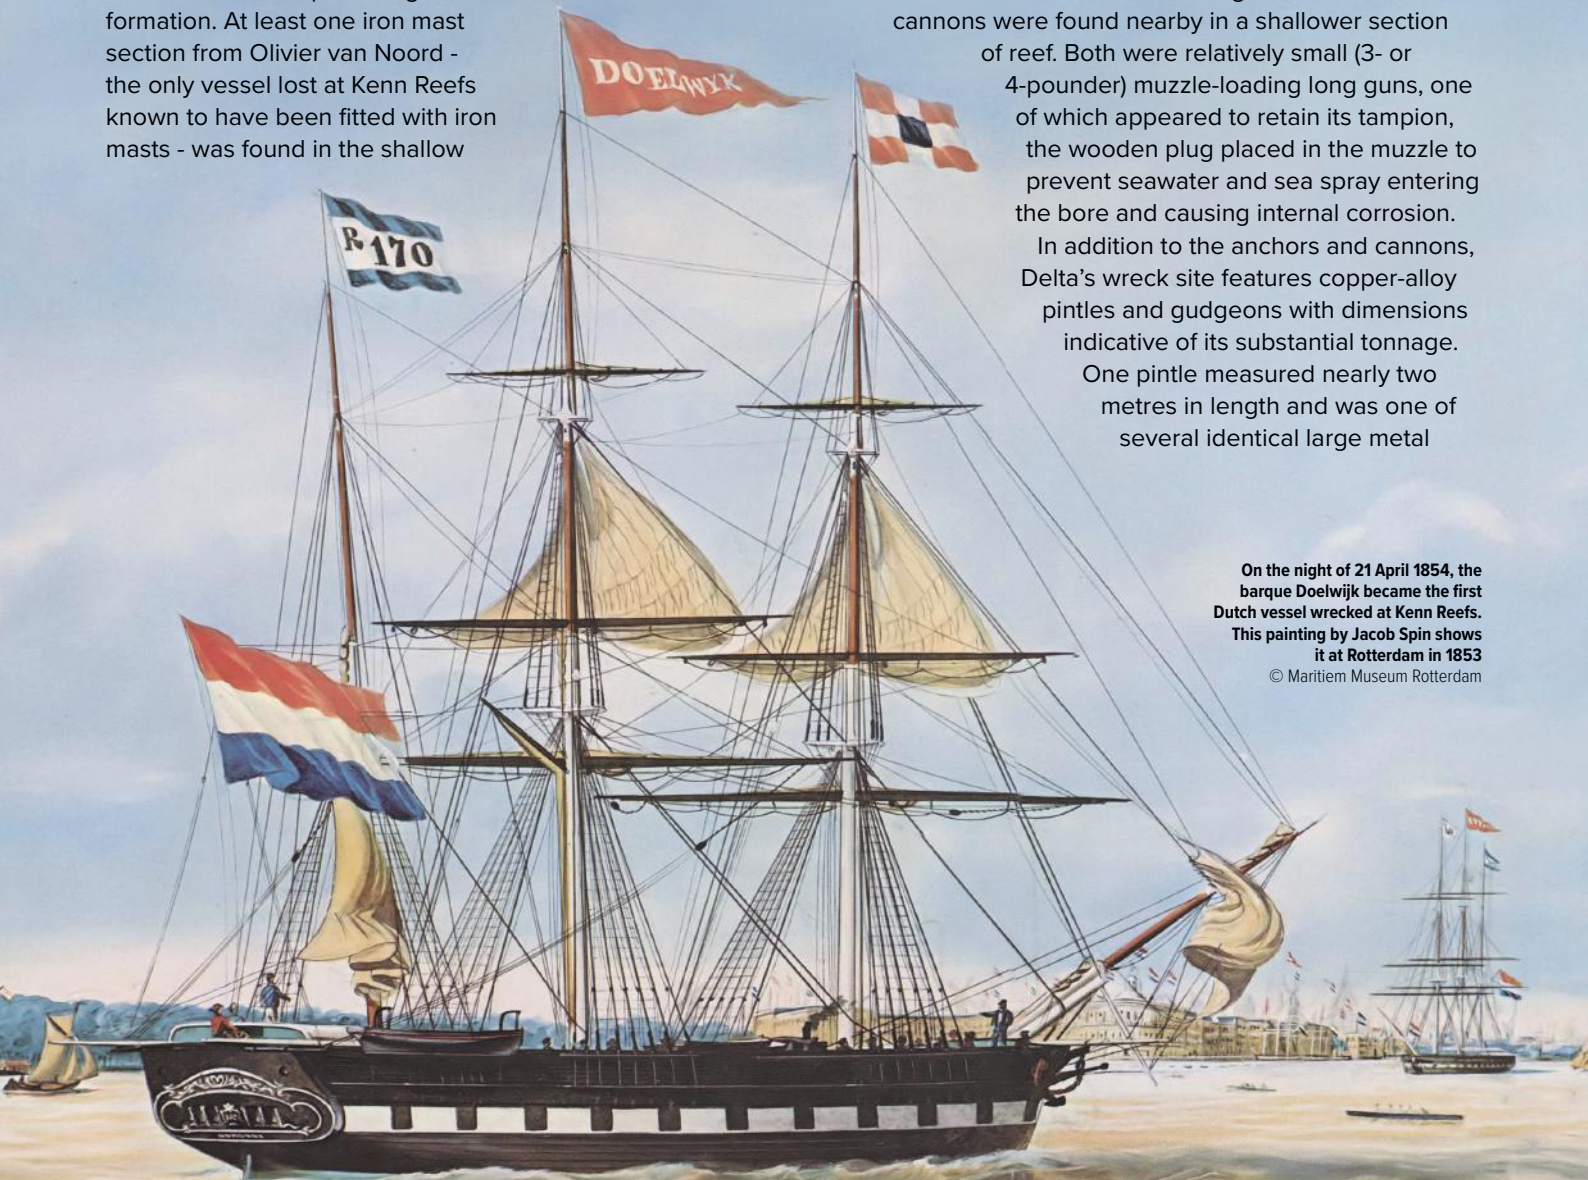 formation. At least one iron mast
section from Olivier van Noord -
the only vessel lost at Kenn Reefs
known to have been fitted with iron
masts - was found in the shallow
cannons were found nearby in a shallower section
of reef. Both were relatively small (3- or
4-pounder) muzzle-loading long guns, one
of which appeared to retain its tampion,
the wooden plug placed in the muzzle to
prevent seawater and sea spray entering
the bore and causing internal corrosion.
In addition to the anchors and cannons,
Delta’s wreck site features copper-alloy
pintles and gudgeons with dimensions
indicative of its substantial tonnage.
One pintle measured nearly two
metres in length and was one of
several identical large metal
DOELWYK
R 170
On the night of 21 April 1854, the
barque Doelwijk became the first
Dutch vessel wrecked at Kenn Reefs.
This painting by Jacob Spin shows
it at Rotterdam in 1853
© Maritiem Museum Rotterdam